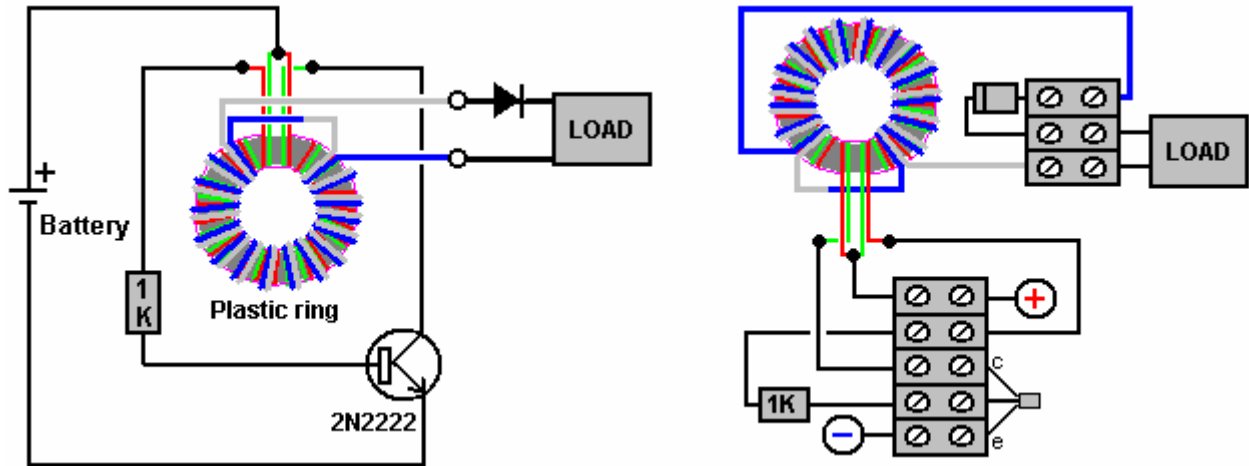 +
Battery
1
K
Plastic ring
2N2222
LOAD
LOAD
+
c
1K
−
e